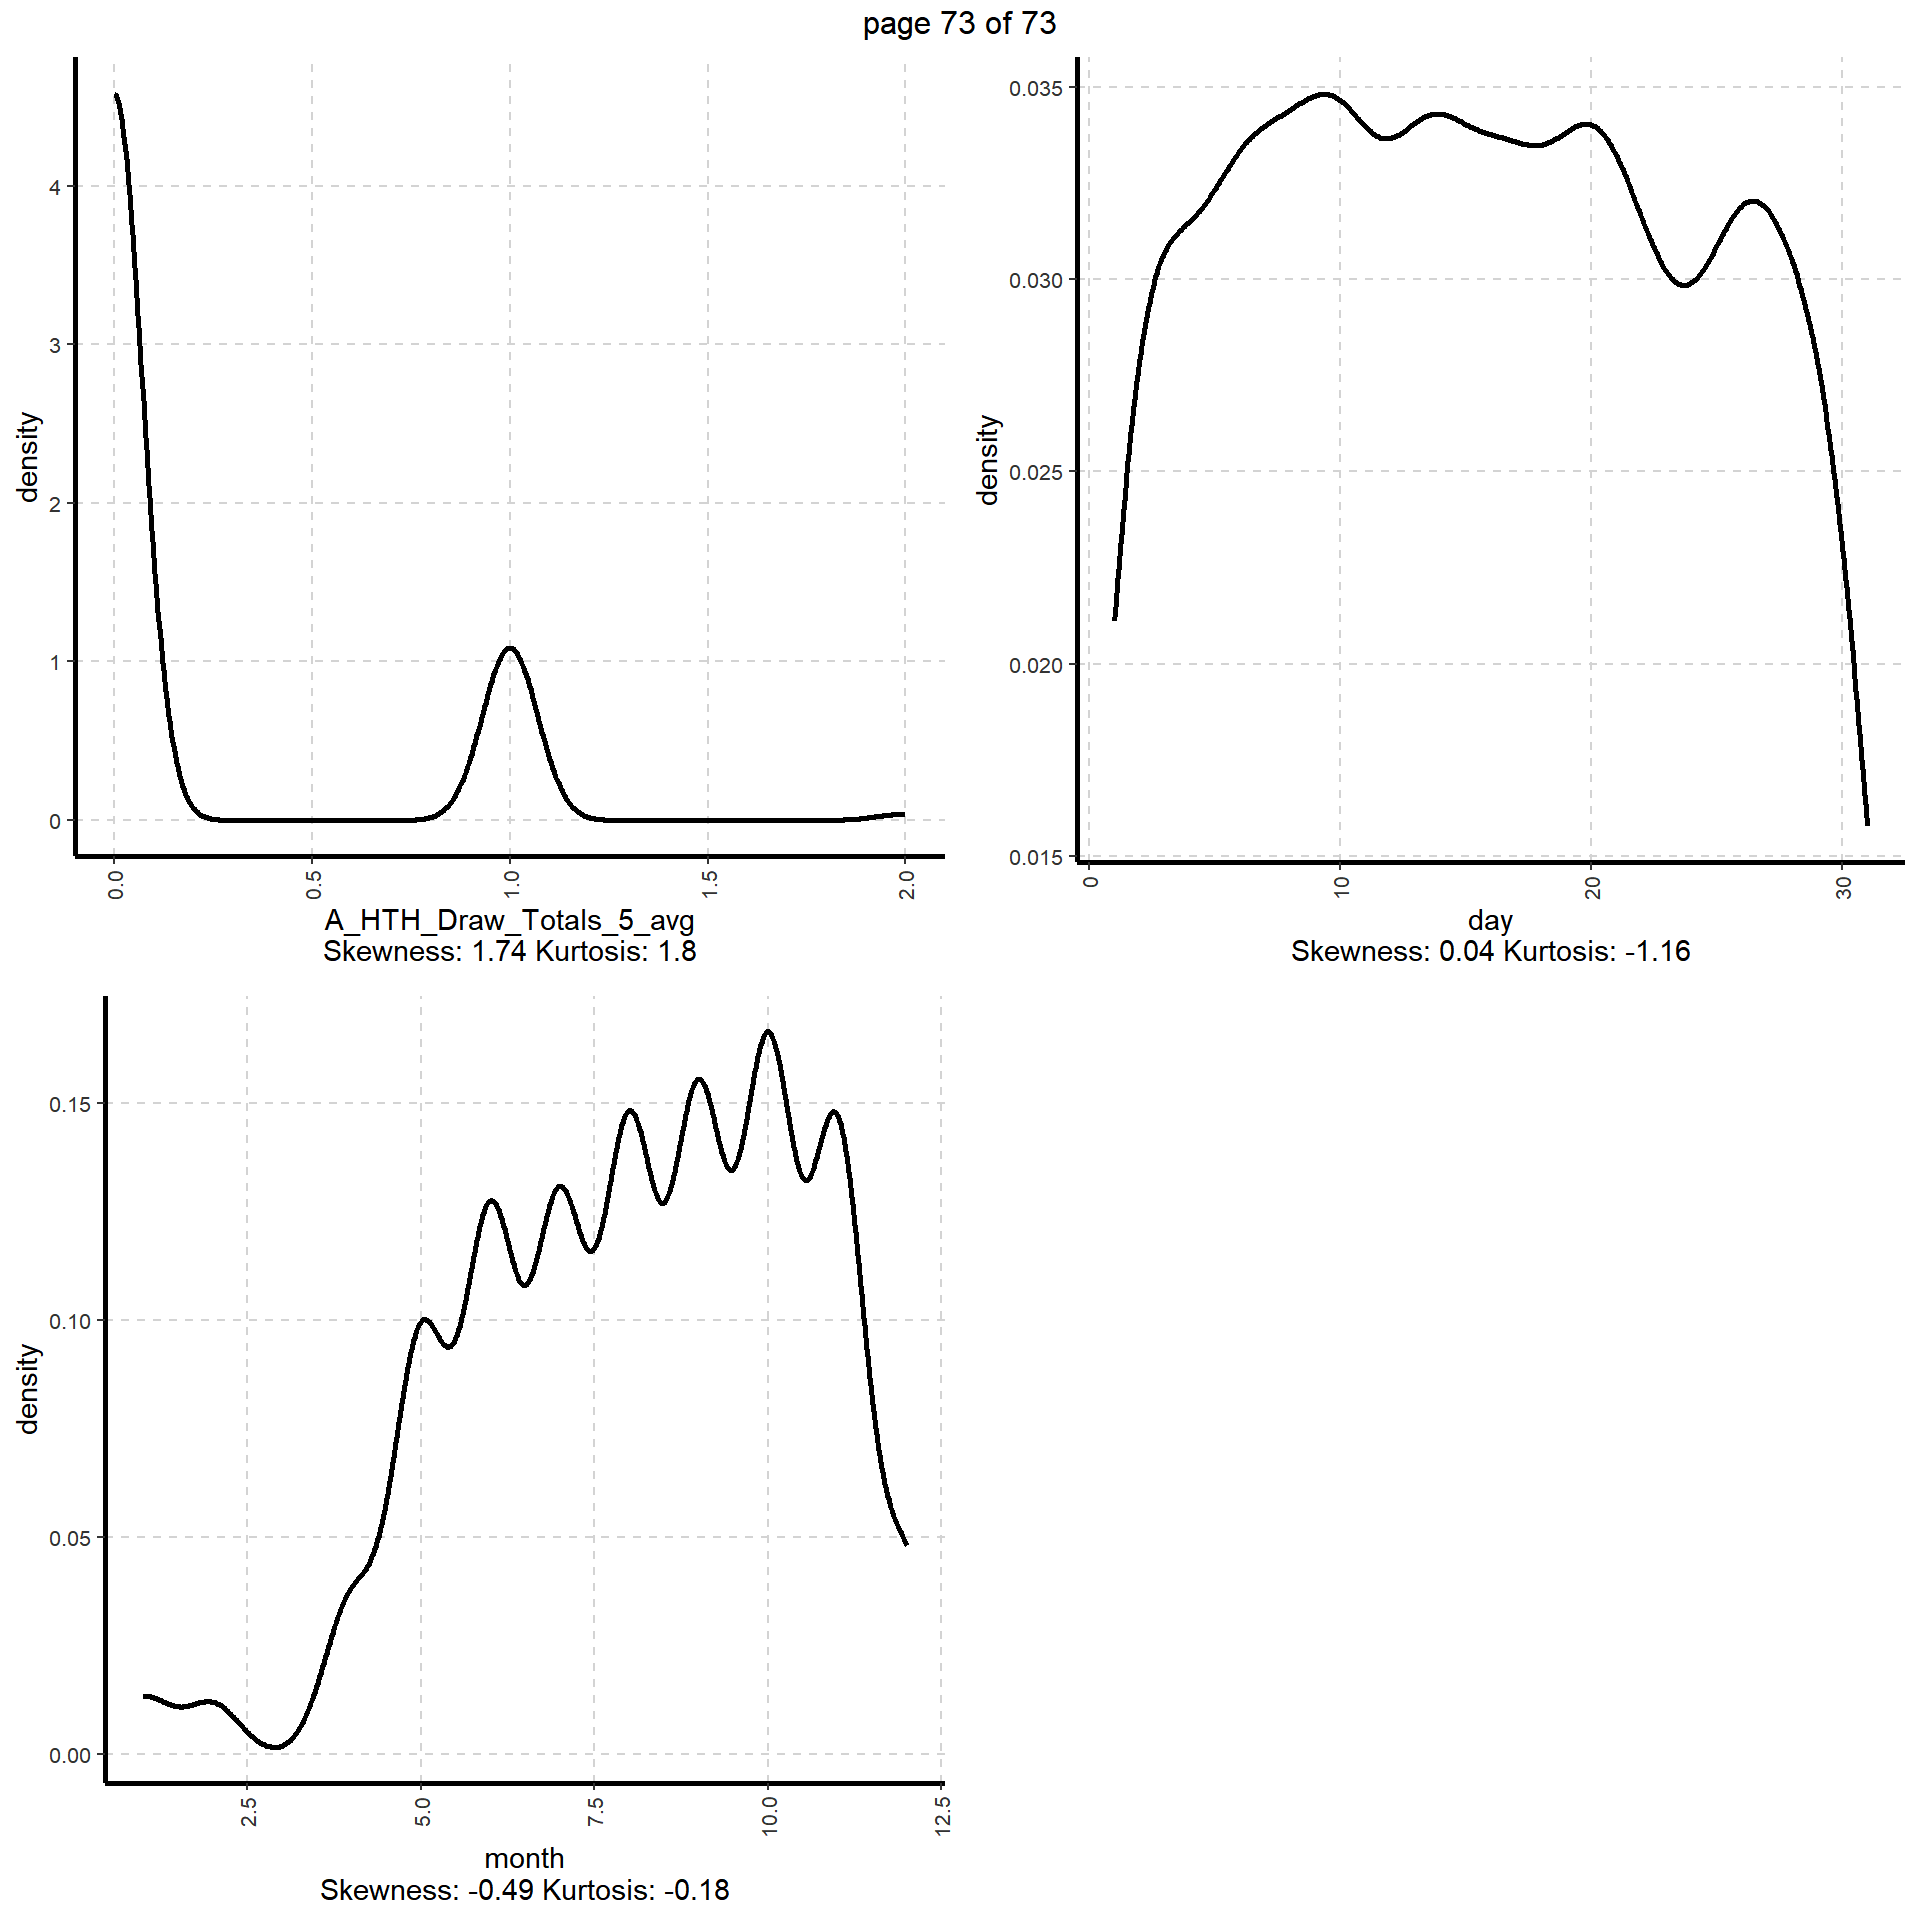 page 73 of 73
density
4
3
2
1
0
0.0
0.5
1.0
1.5
2.0
A_HTH_Draw_Totals_5_avg
Skewness: 1.74 Kurtosis: 1.8
density
0.035
0.030
0.025
0.020
0.015
0
10
20
30
day
Skewness: 0.04 Kurtosis: -1.16
density
0.15
0.10
0.05
0.00
2.5
5.0
7.5
10.0
12.5
month
Skewness: -0.49 Kurtosis: -0.18